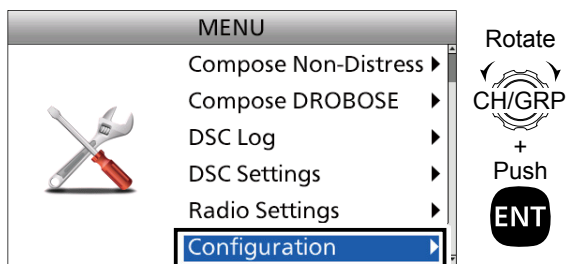 MENU
Compose Non-Distress
Compose DROBOSE
DSC Log
DSC Settings
Radio Settings
Configuration
Rotate
CH/GRP
+
Push
ENT